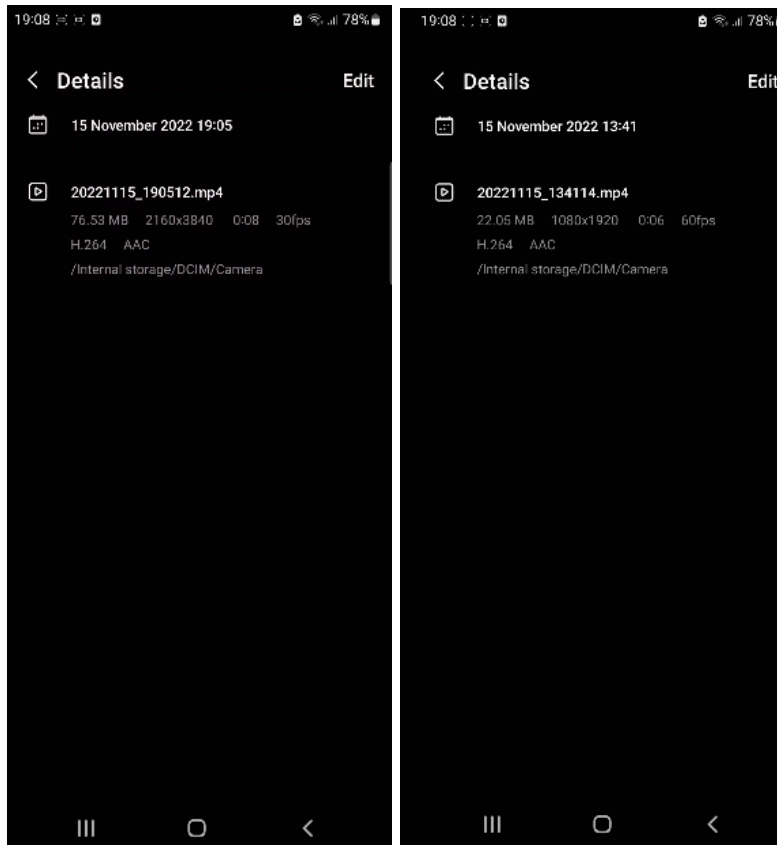 19:08 78%
Details Edit
15 November 2022 19:05
20221115_190512.mp4
76.53 MB 2160x3840 0:08 30fps
H.264 AAC
/Internal storage/DCIM/Camera
19:08 78%
Details Edit
15 November 2022 13:41
20221115_134114.mp4
22.05 MB 1080x1920 0:06 60fps
H.264 AAC
/Internal storage/DCIM/Camera